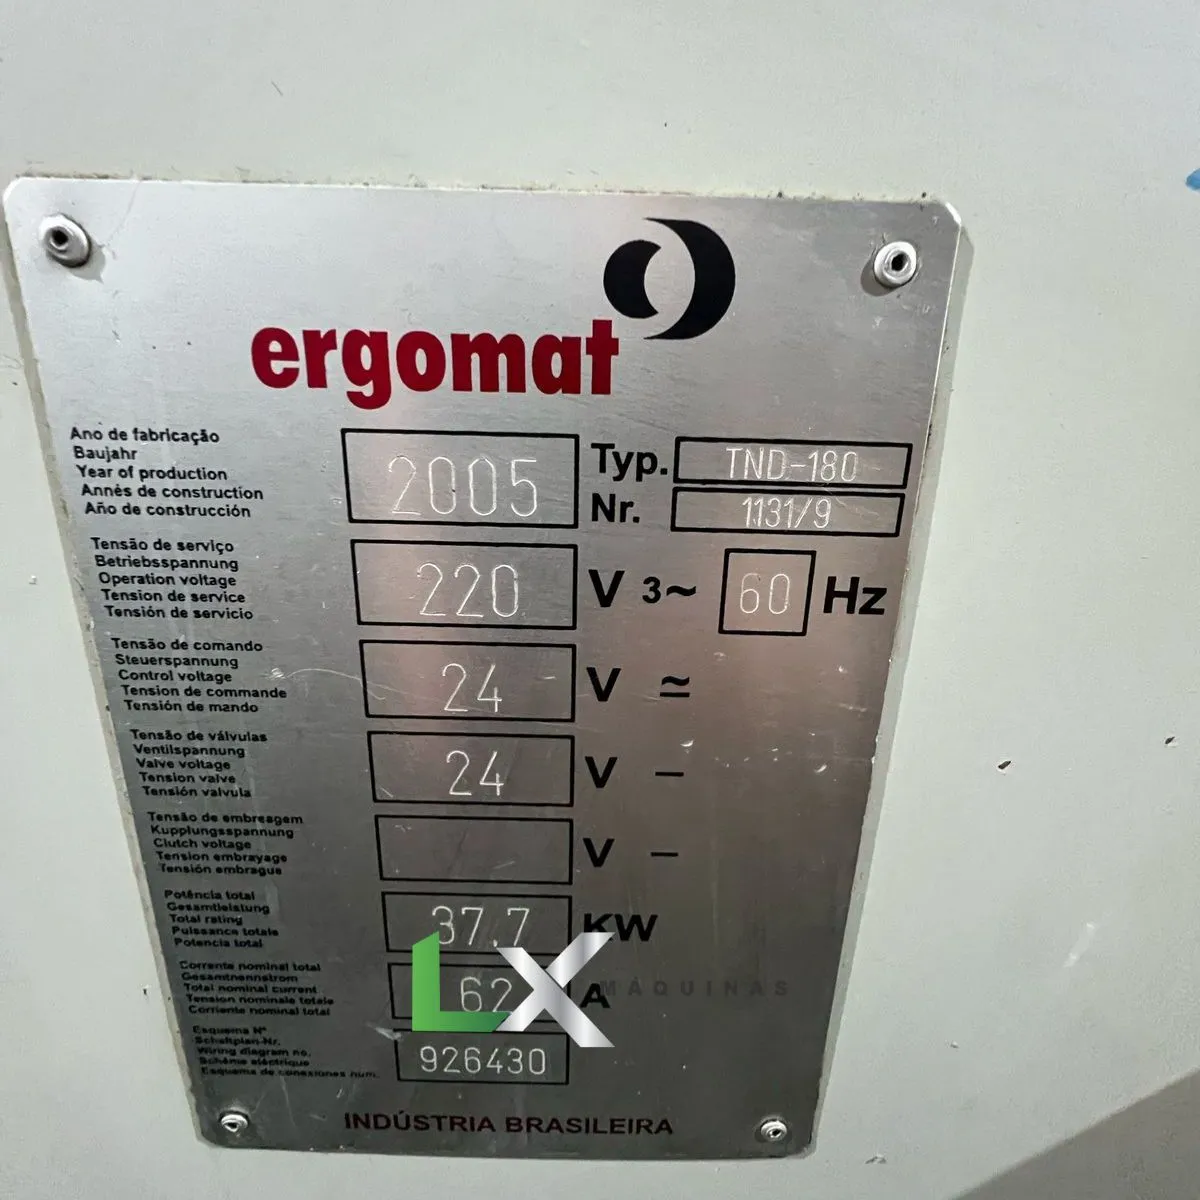 ergomat
Ano de fabricação
Baujahr
Year of production
Annès de construction
Año de construcción
2005
Typ. TND-180
Nr. 1131/9
Tensão de serviço
Betriebsspannung
Operation voltage
Tension de service
Tensión de servicio
220 V 3~ 60 Hz
Tensão de comando
Steuerspannung
Control voltage
Tension de commande
Tensión de mando
24 V ≃
Tensão de válvulas
Ventilspannung
Valve voltage
Tension valve
Tensión valvula
24 V –
Tensão de embreagem
Kupplungsspannung
Clutch voltage
Tension embrayage
Tensión embrague
V –
Potência total
Gesamtleistung
Total rating
Puissance totale
Potencia total
37.7 KW
Corrente nominal total
Gesamtnennstrom
Total nominal current
Tension nominale totale
Corriente nominal total
62 A
LX MÁQUINAS
Esquema Nº
Schaltplan-Nr.
Wiring diagram no.
Schème eléctrique
Esquema de conexiones num.
926430
INDÚSTRIA BRASILEIRA